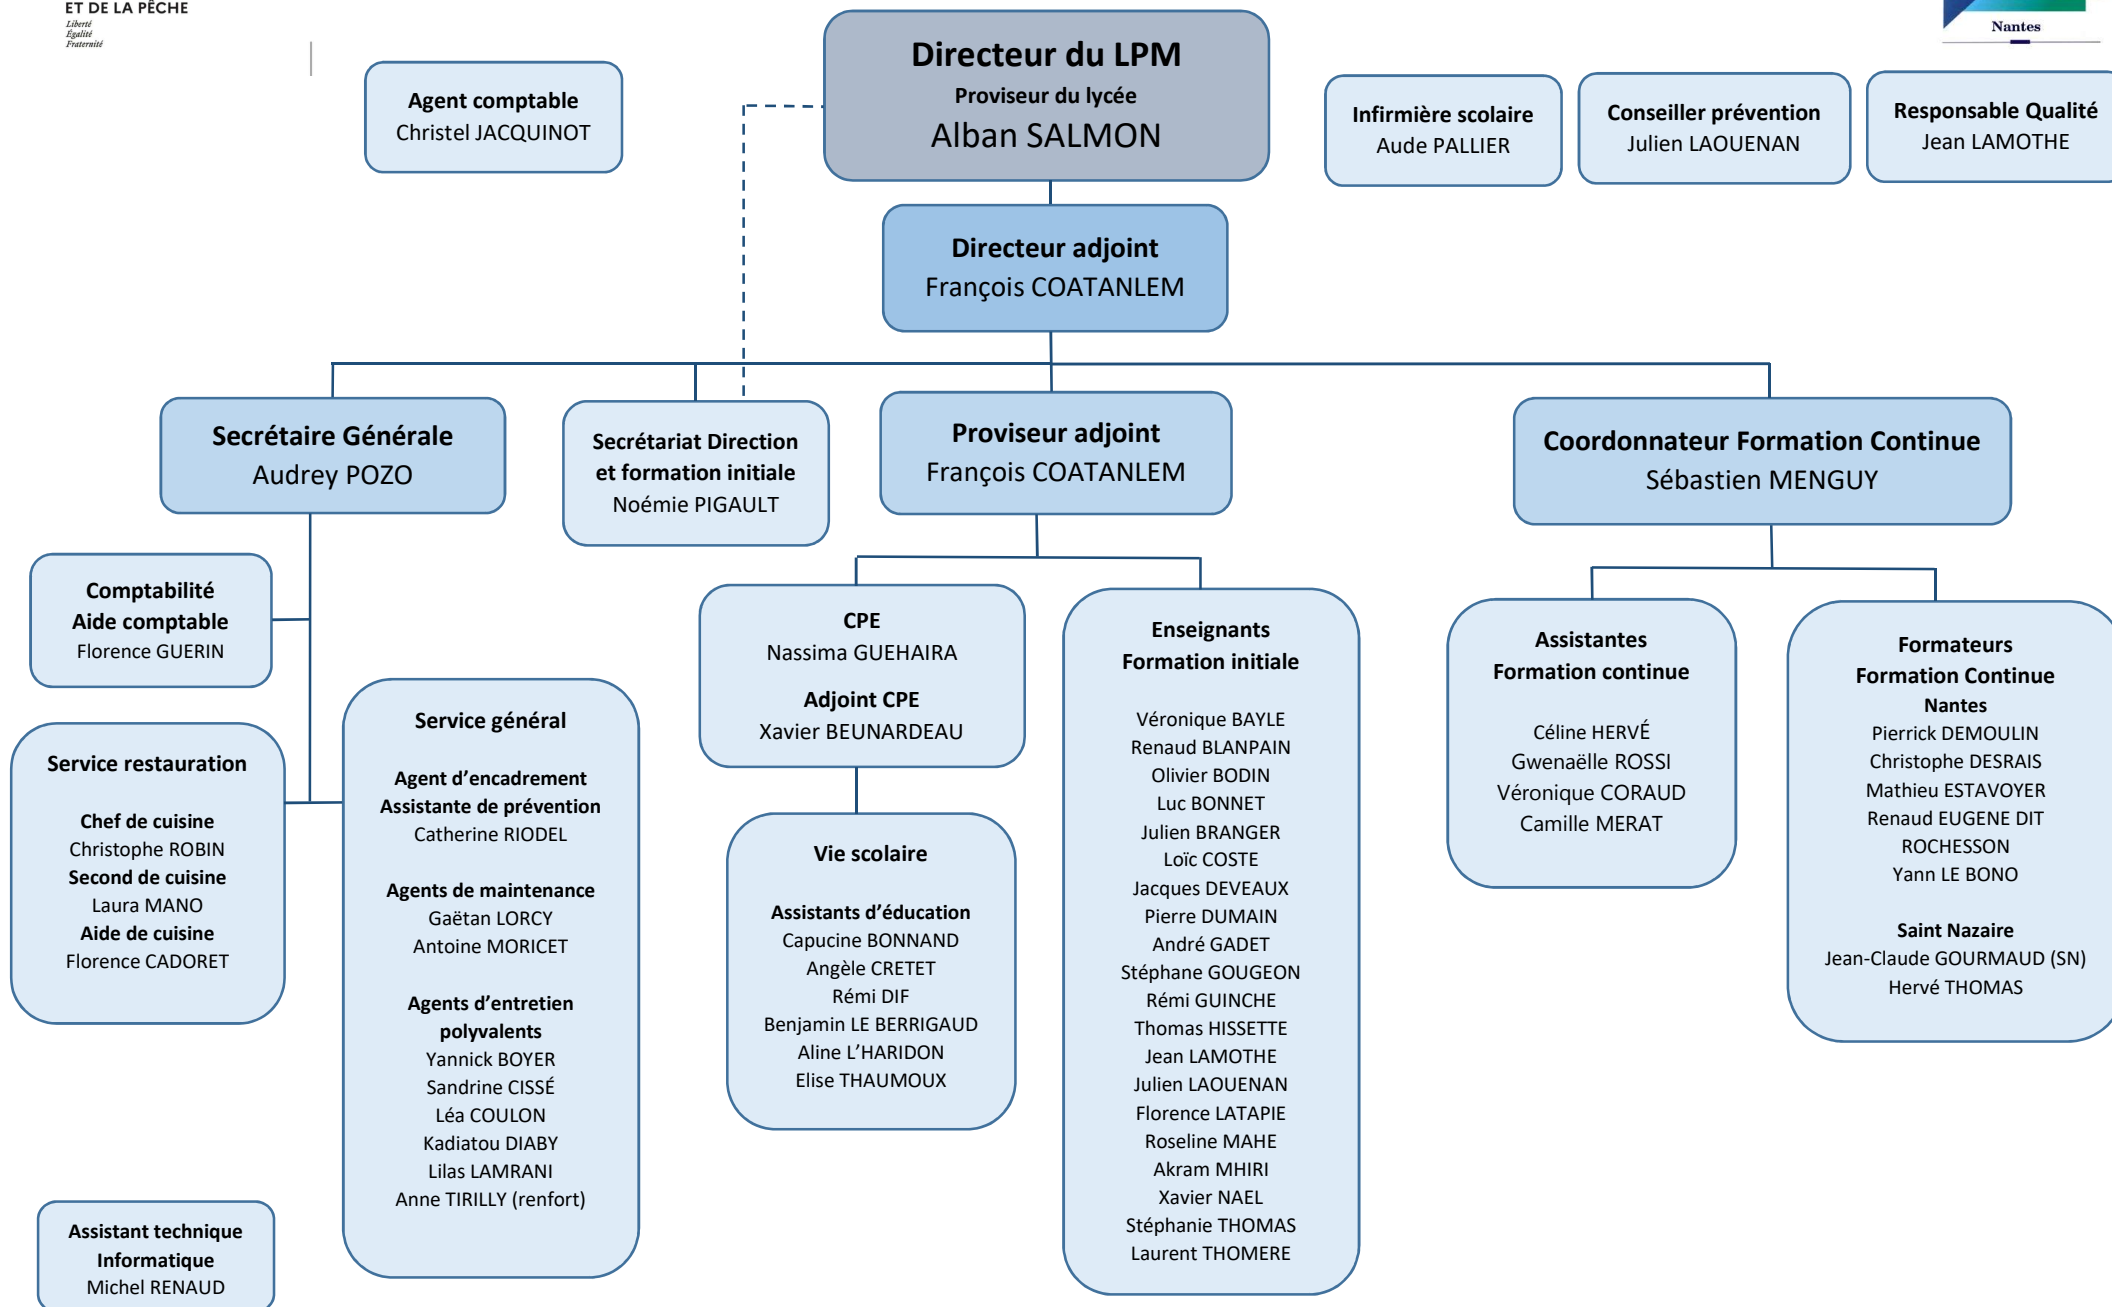 ET DE LA PÊCHE
Liberté
Égalité
Fraternité
Nantes
Directeur du LPM
Proviseur du lycée
Alban SALMON
Agent comptable
Christel JACQUINOT
Infirmière scolaire
Aude PALLIER
Conseiller prévention
Julien LAOUENAN
Responsable Qualité
Jean LAMOTHE
Directeur adjoint
François COATANLEM
Secrétaire Générale
Audrey POZO
Secrétariat Direction
et formation initiale
Noémie PIGAULT
Proviseur adjoint
François COATANLEM
Coordonnateur Formation Continue
Sébastien MENGUY
Comptabilité
Aide comptable
Florence GUERIN
Service restauration
Chef de cuisine
Christophe ROBIN
Second de cuisine
Laura MANO
Aide de cuisine
Florence CADORET
Service général
Agent d’encadrement
Assistante de prévention
Catherine RIODEL
Agents de maintenance
Gaëtan LORCY
Antoine MORICET
Agents d’entretien
polyvalents
Yannick BOYER
Sandrine CISSÉ
Léa COULON
Kadiatou DIABY
Lilas LAMRANI
Anne TIRILLY (renfort)
Assistant technique
Informatique
Michel RENAUD
CPE
Nassima GUEHAIRA
Adjoint CPE
Xavier BEUNARDEAU
Vie scolaire
Assistants d’éducation
Capucine BONNAND
Angèle CRETET
Rémi DIF
Benjamin LE BERRIGAUD
Aline L’HARIDON
Elise THAUMOUX
Enseignants
Formation initiale
Véronique BAYLE
Renaud BLANPAIN
Olivier BODIN
Luc BONNET
Julien BRANGER
Loïc COSTE
Jacques DEVEAUX
Pierre DUMAIN
André GADET
Stéphane GOUGEON
Rémi GUINCHE
Thomas HISSETTE
Jean LAMOTHE
Julien LAOUENAN
Florence LATAPIE
Roseline MAHE
Akram MHIRI
Xavier NAEL
Stéphanie THOMAS
Laurent THOMERE
Assistantes
Formation continue
Céline HERVÉ
Gwenaëlle ROSSI
Véronique CORAUD
Camille MERAT
Formateurs
Formation Continue
Nantes
Pierrick DEMOULIN
Christophe DESRAIS
Mathieu ESTAVOYER
Renaud EUGENE DIT
ROCHESSON
Yann LE BONO
Saint Nazaire
Jean-Claude GOURMAUD (SN)
Hervé THOMAS